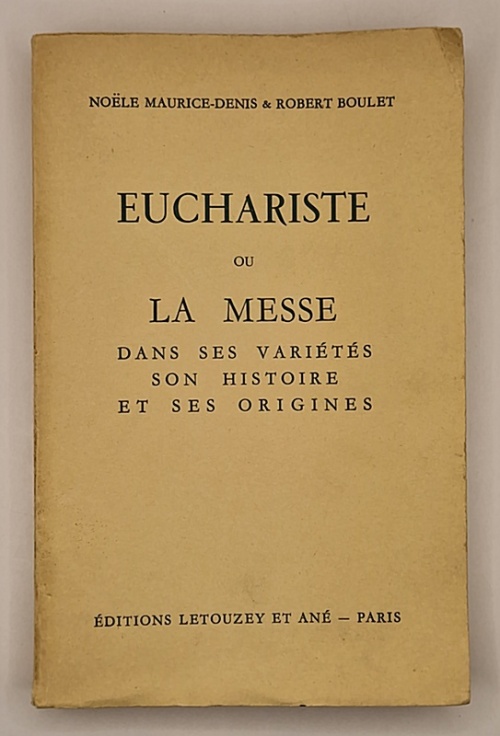 NOËLE MAURICE-DENIS & ROBERT BOULET
EUCHARISTE
OU
LA MESSE
DANS SES VARIÉTÉS
SON HISTOIRE
ET SES ORIGINES
ÉDITIONS LETOUZEY ET ANÉ — PARIS